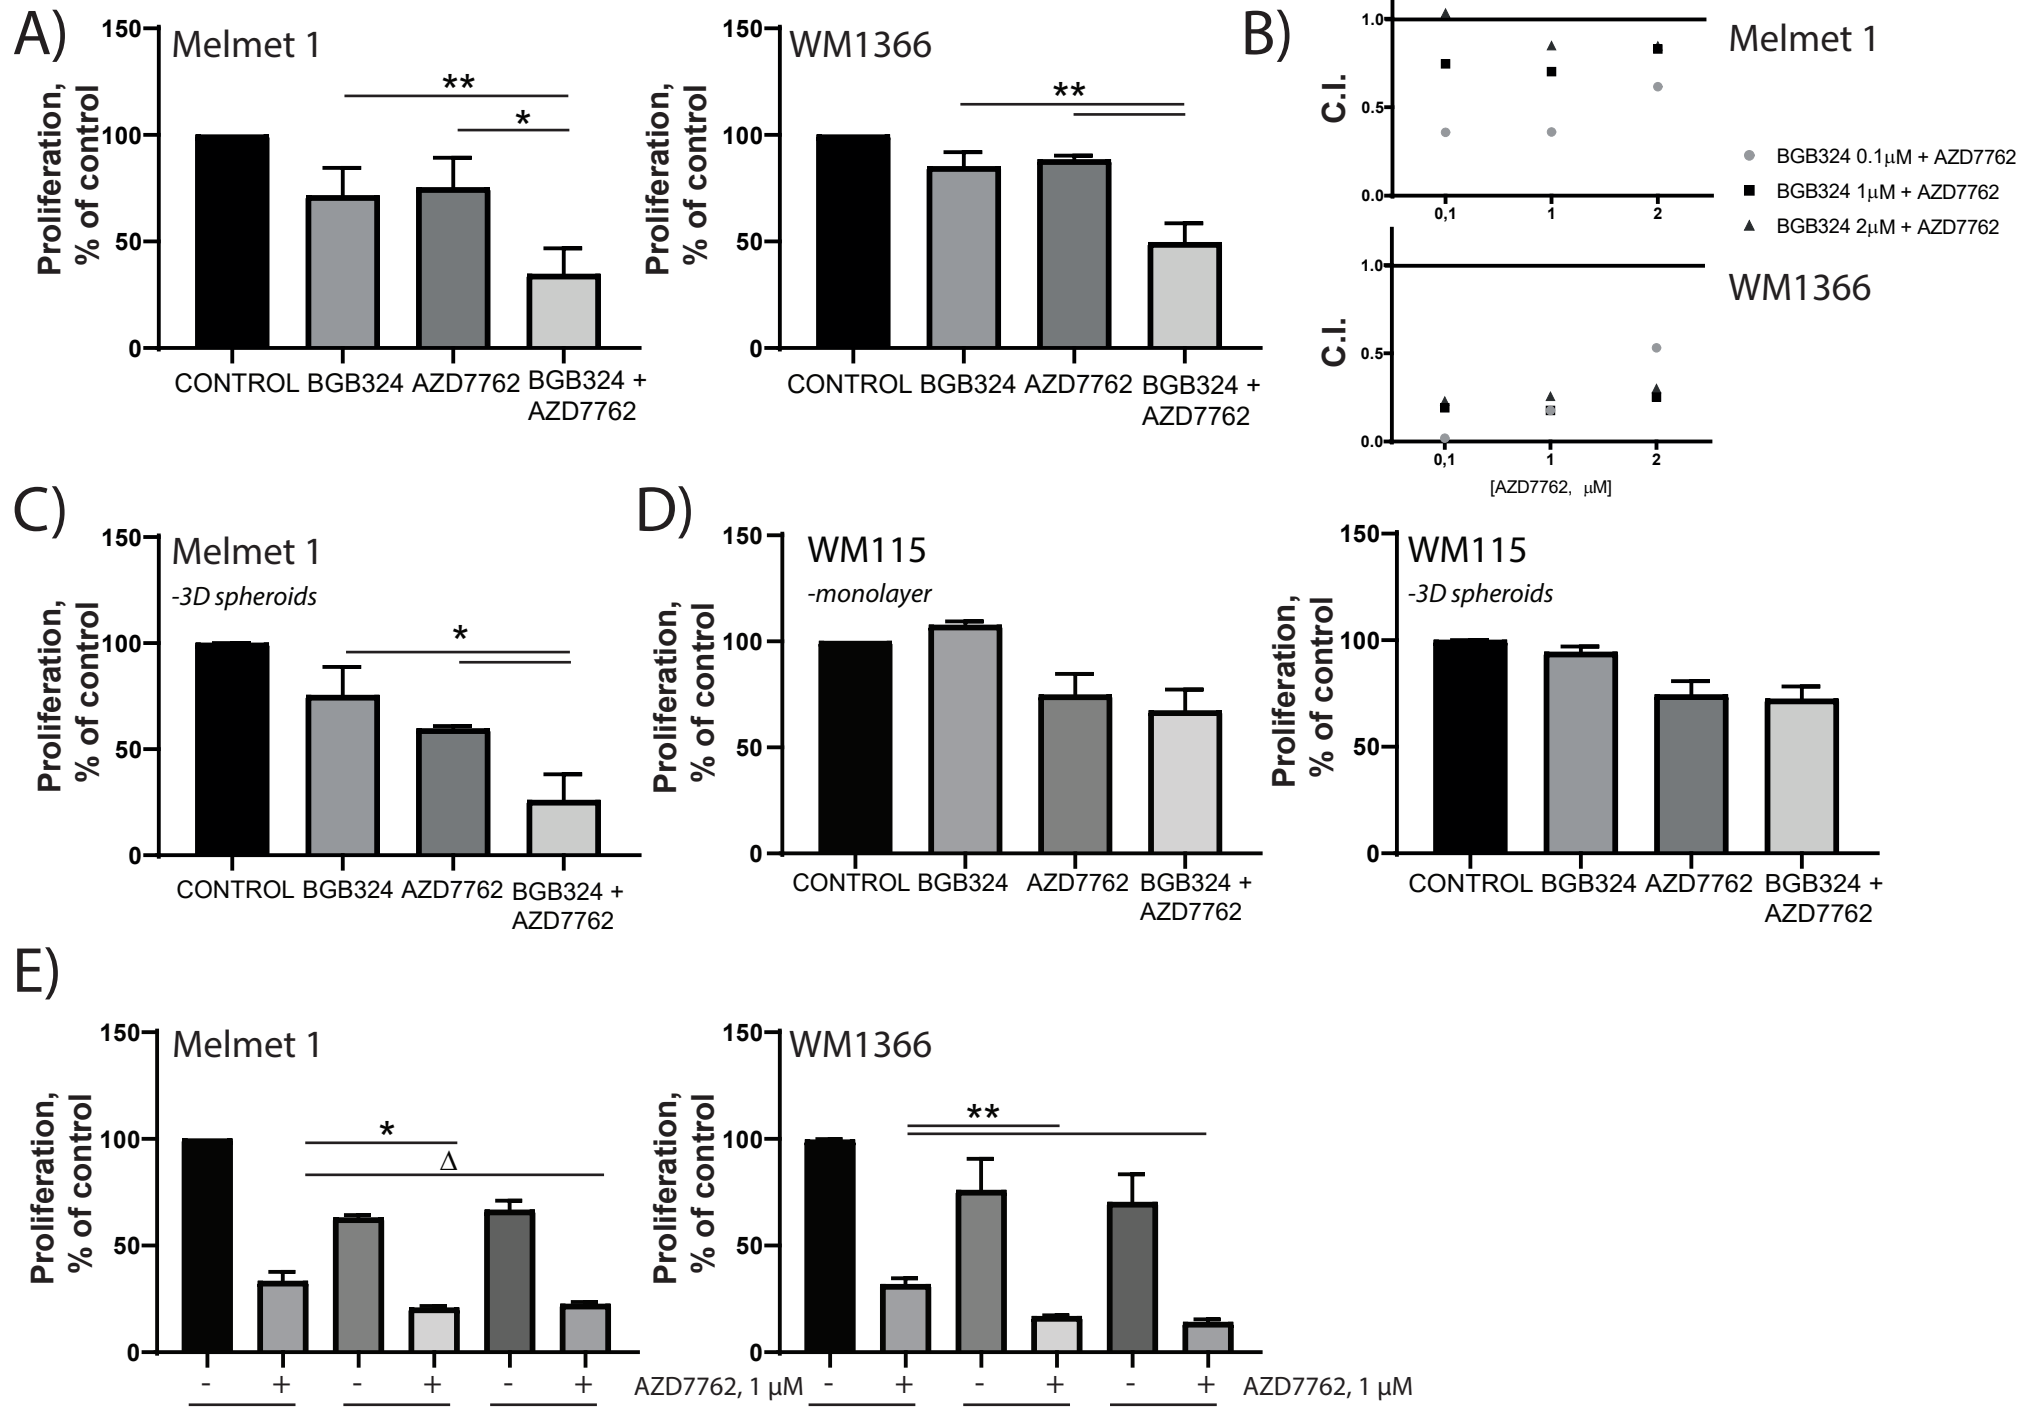 A)
Melmet 1
Proliferation,
% of control
150
100
50
0
**
*
CONTROL
BGB324
AZD7762
BGB324 +
AZD7762
WM1366
Proliferation,
% of control
150
100
50
0
**
CONTROL
BGB324
AZD7762
BGB324 +
AZD7762
B)
Melmet 1
C.I.
1.0
0.5
0.0
0,1
1
2
BGB324 0.1µM + AZD7762
BGB324 1µM + AZD7762
BGB324 2µM + AZD7762
WM1366
C.I.
1.0
0.5
0.0
0,1
1
2
[AZD7762, µM]
C)
Melmet 1
-3D spheroids
Proliferation,
% of control
150
100
50
0
*
CONTROL
BGB324
AZD7762
BGB324 +
AZD7762
D)
WM115
-monolayer
Proliferation,
% of control
150
100
50
0
CONTROL
BGB324
AZD7762
BGB324 +
AZD7762
WM115
-3D spheroids
Proliferation,
% of control
150
100
50
0
CONTROL
BGB324
AZD7762
BGB324 +
AZD7762
E)
Melmet 1
Proliferation,
% of control
150
100
50
0
*
Δ
- + - + - + AZD7762, 1 µM
WM1366
Proliferation,
% of control
150
100
50
0
**
- + - + - + AZD7762, 1 µM